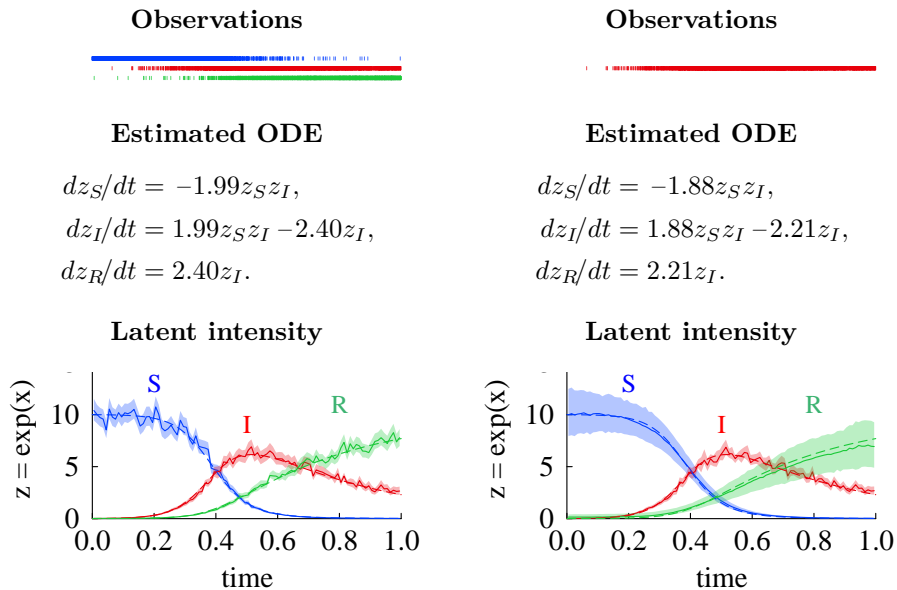 Observations
Estimated ODE
dz_S/dt = –1.99z_S z_I,
dz_I/dt = 1.99z_S z_I –2.40z_I,
dz_R/dt = 2.40z_I.
Latent intensity
S
I
R
10
5
0
z = exp(x)
0.0 0.2 0.4 0.6 0.8 1.0
time
Observations
Estimated ODE
dz_S/dt = –1.88z_S z_I,
dz_I/dt = 1.88z_S z_I –2.21z_I,
dz_R/dt = 2.21z_I.
Latent intensity
S
I
R
10
5
0
z = exp(x)
0.0 0.2 0.4 0.6 0.8 1.0
time